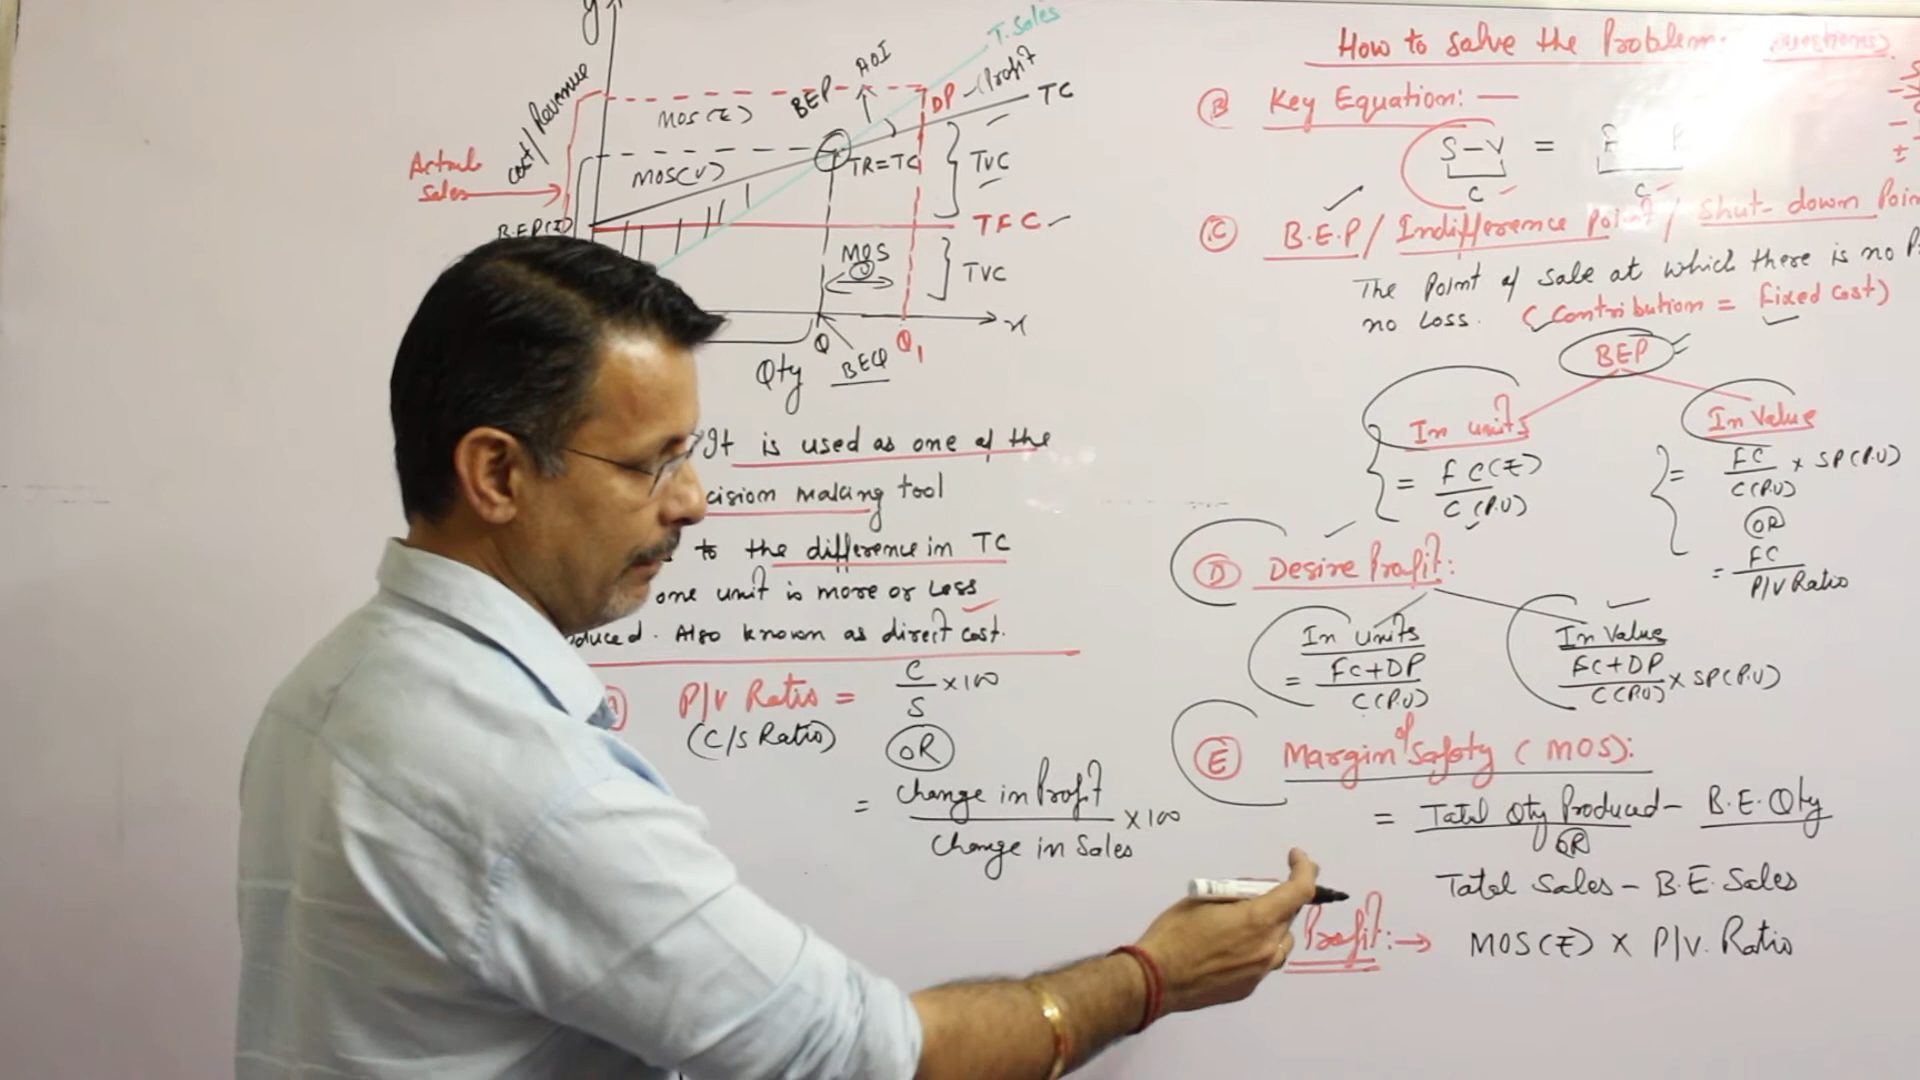 y
T. Sales
Cost/Revenue
MOS(₹)
BEP
AOI
DP
Profit
TC
Actual
Sales
MOS(U)
TR=TC
TVC
B.E.P(₹)
TFC
MOS
(U)
TVC
x
Qty
Q
BEQ
Q1
It is used as one of the
cision making tool
to the difference in TC
one unit is more or less
oduced. Also known as direct cost.
P/V Ratio = C/S ×100
(C/S Ratio)
OR
= Change in Profit / Change in Sales ×100
How to solve the Problem
(B) Key Equation: —
S-V =
C C
(C) B.E.P / Indifference Point / Shut-down Poin
The Point of Sale at which there is no P
no Loss. (Contribution = Fixed Cost)
BEP
In units
= FC(₹) / C(P.U)
In Value
= FC / C(P.U) × SP(P.U)
OR
= FC / P/V Ratio
(D) Desire Profit:
In Units
= FC+DP / C(P.U)
In Value
FC+DP / C(P.U) × SP(P.U)
(E) Margin of Safety (MOS):
= Total Qty Produced - B.E. Qty
OR
Total Sales - B.E. Sales
Profit: → MOS(₹) × P/V. Ratio